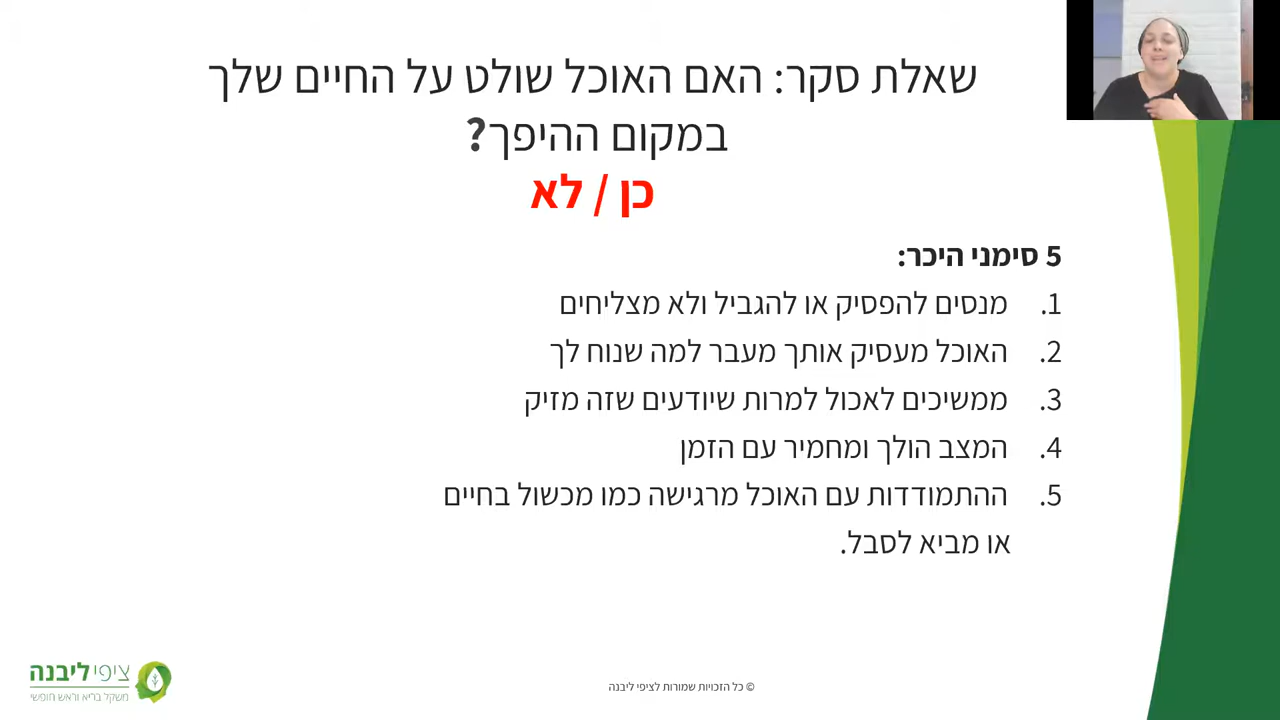 שאלת סקר: האם האוכל שולט על החיים שלך
במקום ההיפך?
כן / לא
5 סימני היכר:
1. מנסים להפסיק או להגביל ולא מצליחים
2. האוכל מעסיק אותך מעבר למה שנוח לך
3. ממשיכים לאכול למרות שיודעים שזה מזיק
4. המצב הולך ומחמיר עם הזמן
5. ההתמודדות עם האוכל מרגישה כמו מכשול בחיים
או מביא לסבל.
ציפי ליבנה
משקל בריא וראש חופשי
© כל הזכויות שמורות לציפי ליבנה